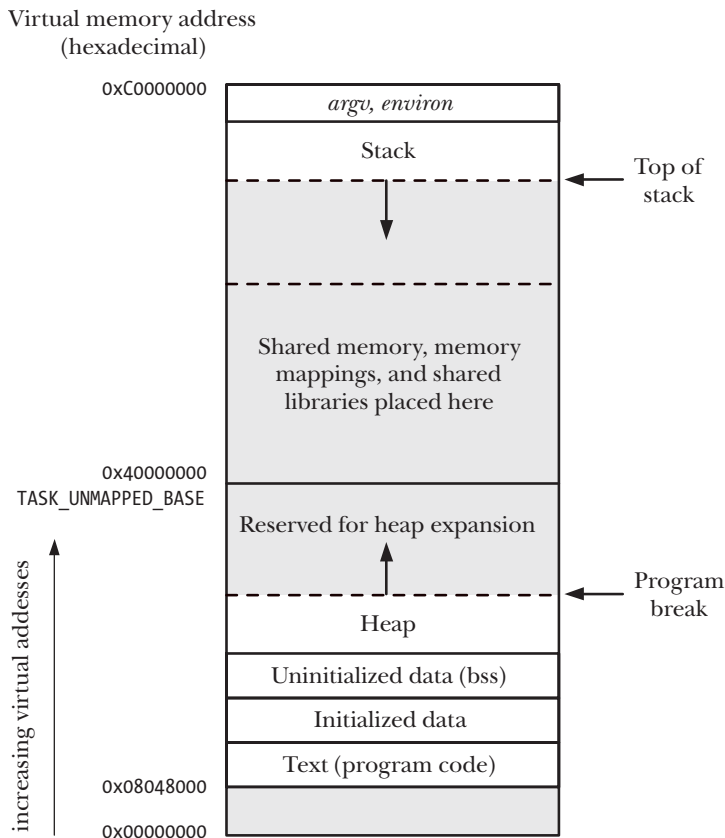 Virtual memory address
(hexadecimal)
0xC0000000
argv, environ
Stack
Top of
stack
Shared memory, memory
mappings, and shared
libraries placed here
0x40000000
TASK_UNMAPPED_BASE
Reserved for heap expansion
Program
break
Heap
Uninitialized data (bss)
Initialized data
Text (program code)
0x08048000
0x00000000
increasing virtual addesses